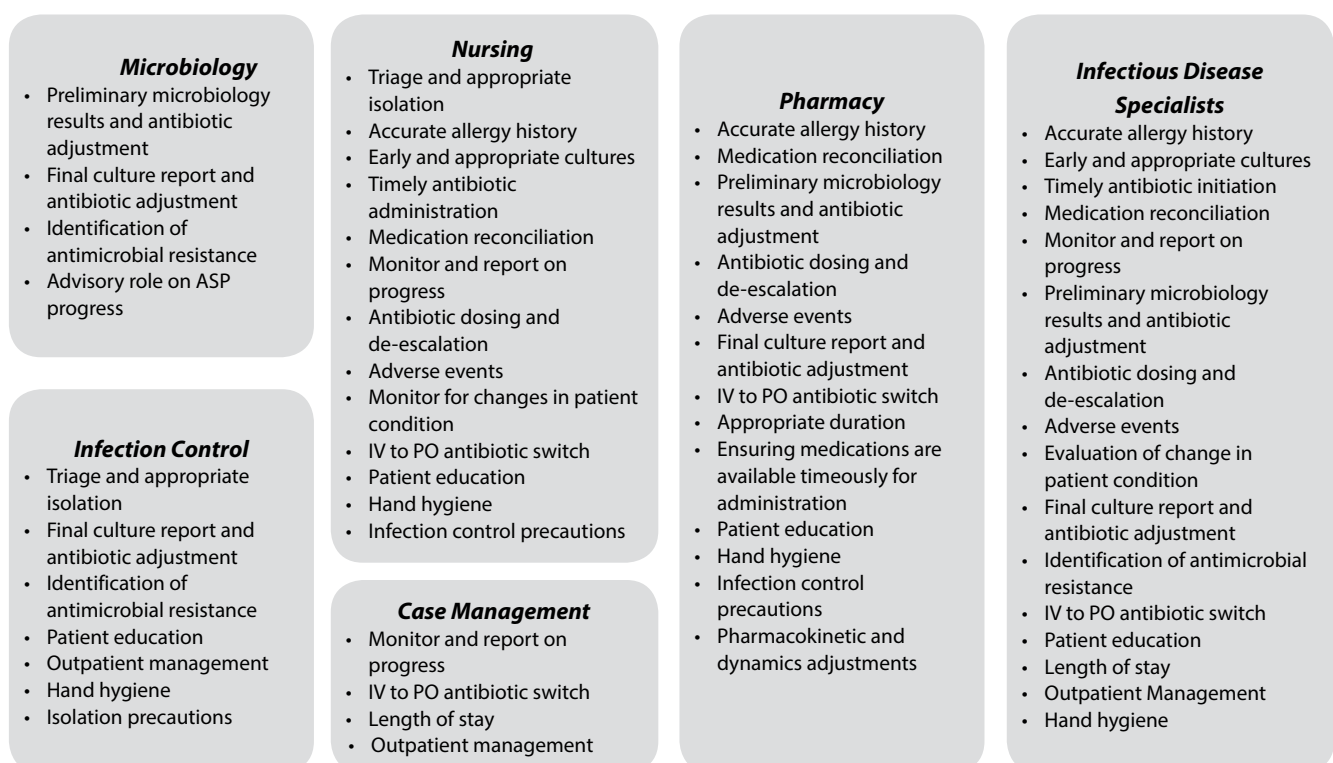 Microbiology
• Preliminary microbiology
results and antibiotic
adjustment
• Final culture report and
antibiotic adjustment
• Identification of
antimicrobial resistance
• Advisory role on ASP
progress
Infection Control
• Triage and appropriate
isolation
• Final culture report and
antibiotic adjustment
• Identification of
antimicrobial resistance
• Patient education
• Outpatient management
• Hand hygiene
• Isolation precautions
Nursing
• Triage and appropriate
isolation
• Accurate allergy history
• Early and appropriate cultures
• Timely antibiotic
administration
• Medication reconciliation
• Monitor and report on
progress
• Antibiotic dosing and
de-escalation
• Adverse events
• Monitor for changes in patient
condition
• IV to PO antibiotic switch
• Patient education
• Hand hygiene
• Infection control precautions
Case Management
• Monitor and report on
progress
• IV to PO antibiotic switch
• Length of stay
• Outpatient management
Pharmacy
• Accurate allergy history
• Medication reconciliation
• Preliminary microbiology
results and antibiotic
adjustment
• Antibiotic dosing and
de-escalation
• Adverse events
• Final culture report and
antibiotic adjustment
• IV to PO antibiotic switch
• Appropriate duration
• Ensuring medications are
available timeously for
administration
• Patient education
• Hand hygiene
• Infection control
precautions
• Pharmacokinetic and
dynamics adjustments
Infectious Disease
Specialists
• Accurate allergy history
• Early and appropriate cultures
• Timely antibiotic initiation
• Medication reconciliation
• Monitor and report on
progress
• Preliminary microbiology
results and antibiotic
adjustment
• Antibiotic dosing and
de-escalation
• Adverse events
• Evaluation of change in
patient condition
• Final culture report and
antibiotic adjustment
• Identification of antimicrobial
resistance
• IV to PO antibiotic switch
• Patient education
• Length of stay
• Outpatient Management
• Hand hygiene